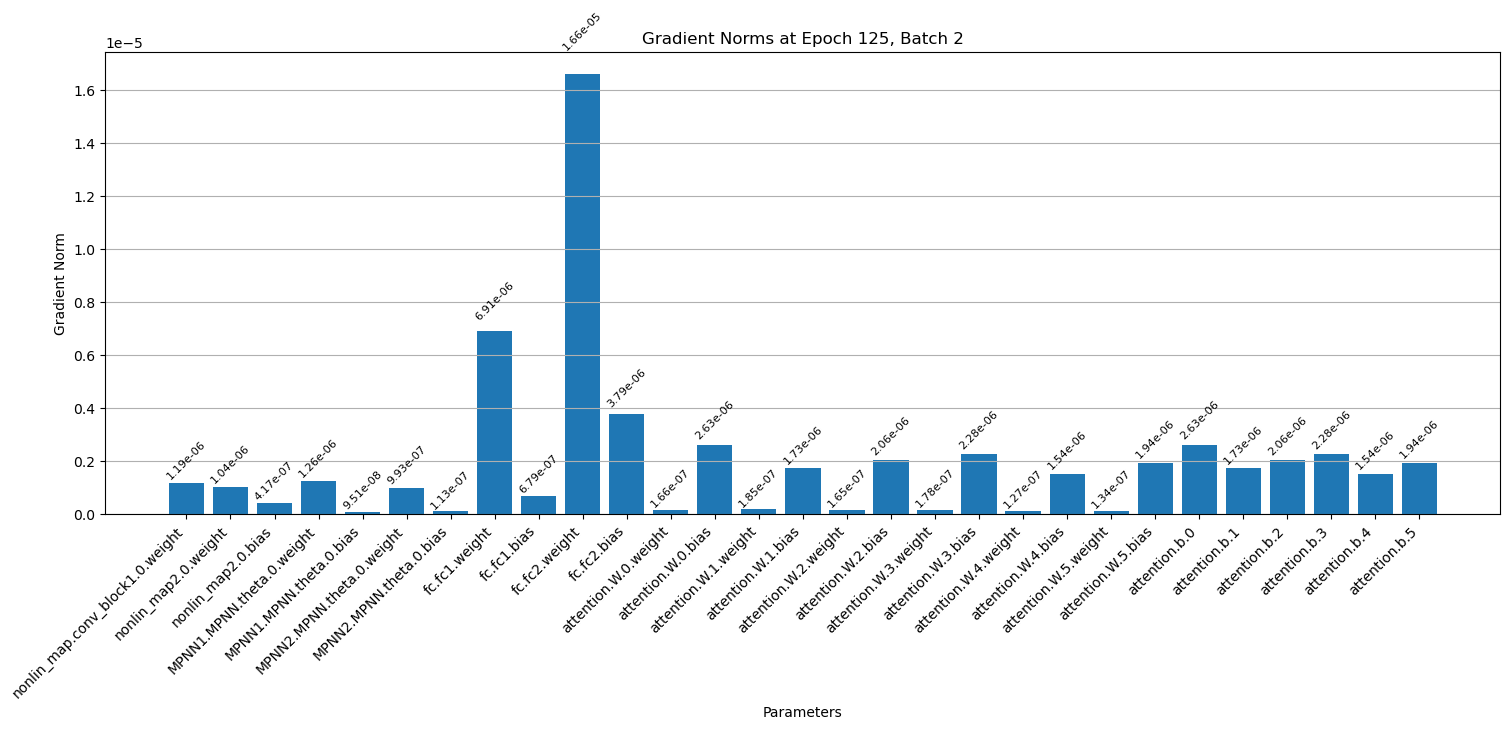 Gradient Norms at Epoch 125, Batch 2
1e−5
Gradient Norm
1.6
1.4
1.2
1.0
0.8
0.6
0.4
0.2
0.0
1.19e-06
1.04e-06
4.17e-07
1.26e-06
9.51e-08
9.93e-07
1.13e-07
6.91e-06
6.79e-07
1.66e-05
3.79e-06
1.66e-07
2.63e-06
1.85e-07
1.73e-06
1.65e-07
2.06e-06
1.78e-07
2.28e-06
1.27e-07
1.54e-06
1.34e-07
1.94e-06
2.63e-06
1.73e-06
2.06e-06
2.28e-06
1.54e-06
1.94e-06
nonlin_map.conv_block1.0.weight
nonlin_map2.0.weight
nonlin_map2.0.bias
MPNN1.MPNN.theta.0.weight
MPNN1.MPNN.theta.0.bias
MPNN2.MPNN.theta.0.weight
MPNN2.MPNN.theta.0.bias
fc.fc1.weight
fc.fc1.bias
fc.fc2.weight
fc.fc2.bias
attention.W.0.weight
attention.W.0.bias
attention.W.1.weight
attention.W.1.bias
attention.W.2.weight
attention.W.2.bias
attention.W.3.weight
attention.W.3.bias
attention.W.4.weight
attention.W.4.bias
attention.W.5.weight
attention.W.5.bias
attention.b.0
attention.b.1
attention.b.2
attention.b.3
attention.b.4
attention.b.5
Parameters